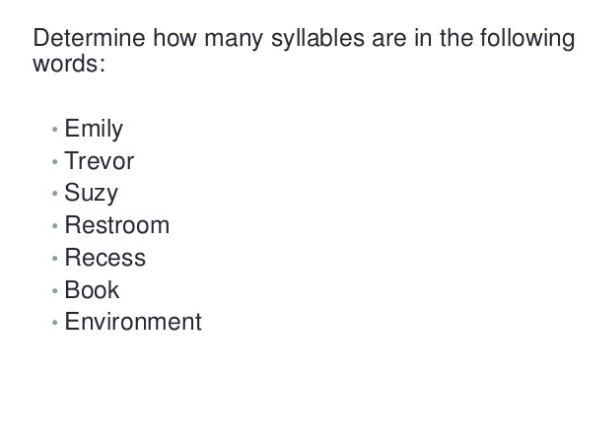 Determine how many syllables are in the following
words:
• Emily
• Trevor
• Suzy
• Restroom
• Recess
• Book
• Environment